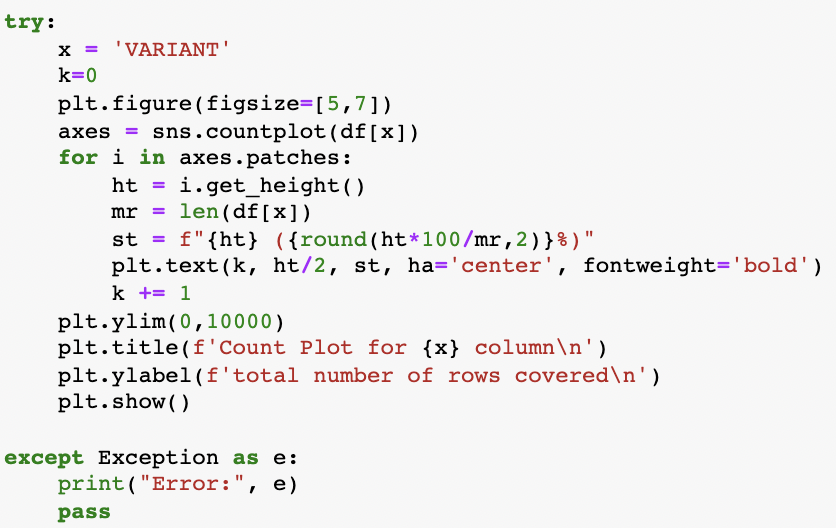 try:
    x = 'VARIANT'
    k=0
    plt.figure(figsize=[5,7])
    axes = sns.countplot(df[x])
    for i in axes.patches:
        ht = i.get_height()
        mr = len(df[x])
        st = f"{ht} ({round(ht*100/mr,2)}%)"
        plt.text(k, ht/2, st, ha='center', fontweight='bold')
        k += 1
    plt.ylim(0,10000)
    plt.title(f'Count Plot for {x} column\n')
    plt.ylabel(f'total number of rows covered\n')
    plt.show()

except Exception as e:
    print("Error:", e)
    pass